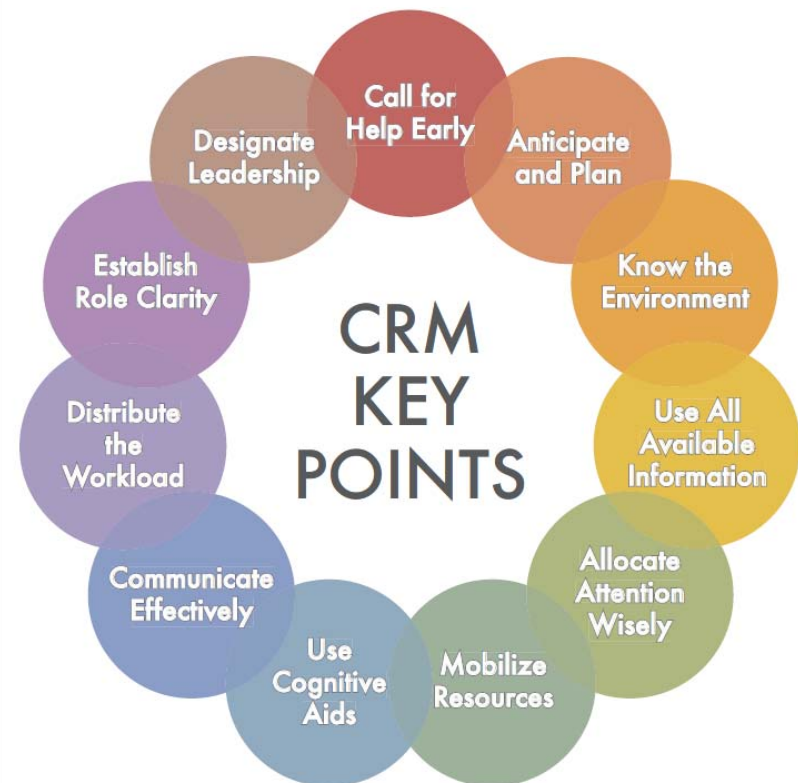 CRM
KEY
POINTS
Call for
Help Early
Anticipate
and Plan
Know the
Environment
Use All
Available
Information
Allocate
Attention
Wisely
Mobilize
Resources
Use
Cognitive
Aids
Communicate
Effectively
Distribute
the
Workload
Establish
Role Clarity
Designate
Leadership